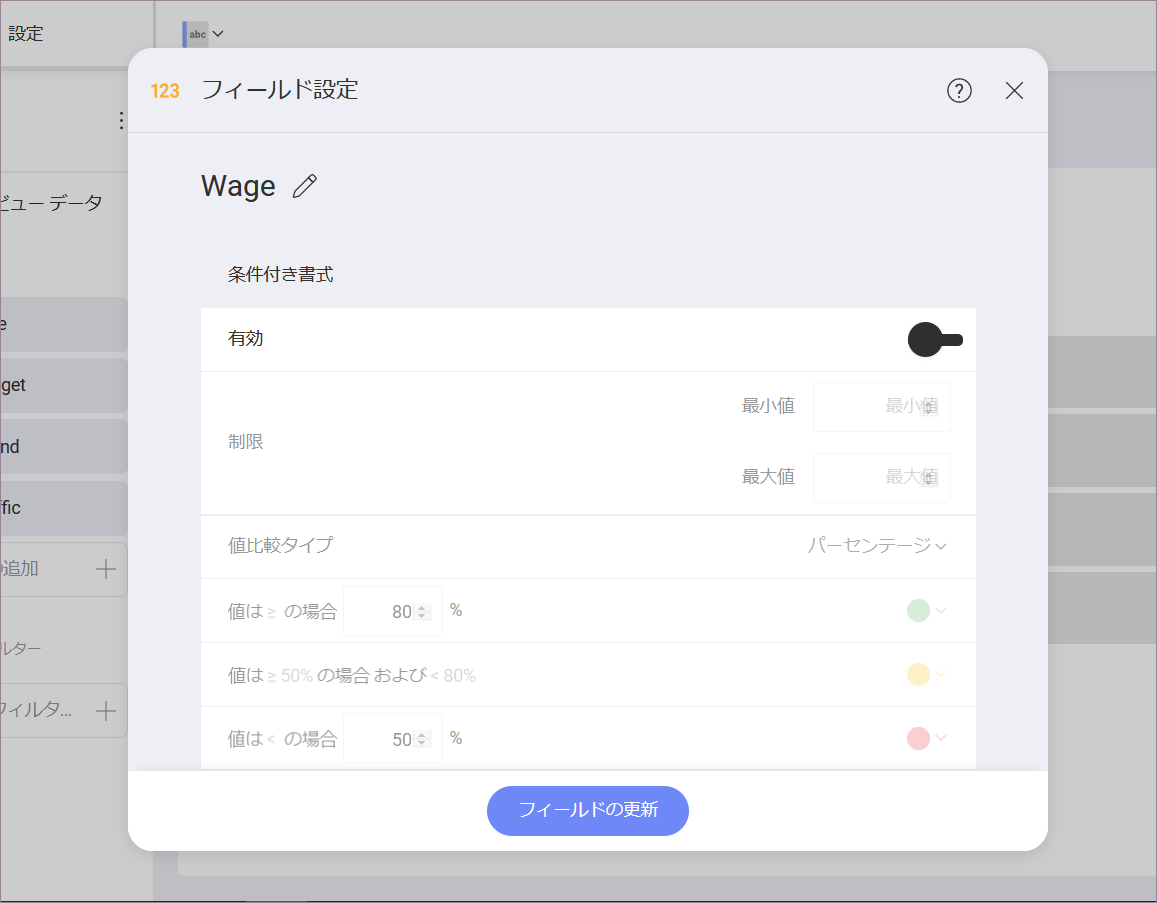 設定
abc
123 フィールド設定
Wage
ビュー データ
条件付き書式
e
有効
get
最小値 最小値
制限
nd
最大値 最大値
fic
値比較タイプ パーセンテージ
の追加
値は ≥ の場合 80 %
ルター
値は ≥ 50% の場合 および < 80%
フィルタ...
値は < の場合 50 %
フィールドの更新